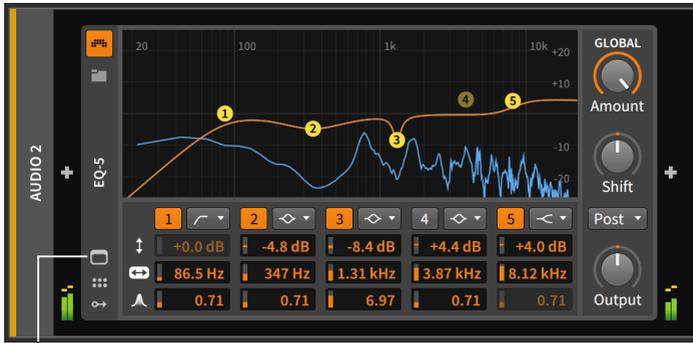 AUDIO 2
EQ-5
20 100 1k 10k +20
+10
-10
-20
1 2 3 4 5
GLOBAL
Amount
Shift
Post
Output
1 2 3 4 5
+0.0 dB -4.8 dB -8.4 dB +4.4 dB +4.0 dB
86.5 Hz 347 Hz 1.31 kHz 3.87 kHz 8.12 kHz
0.71 0.71 6.97 0.71 0.71